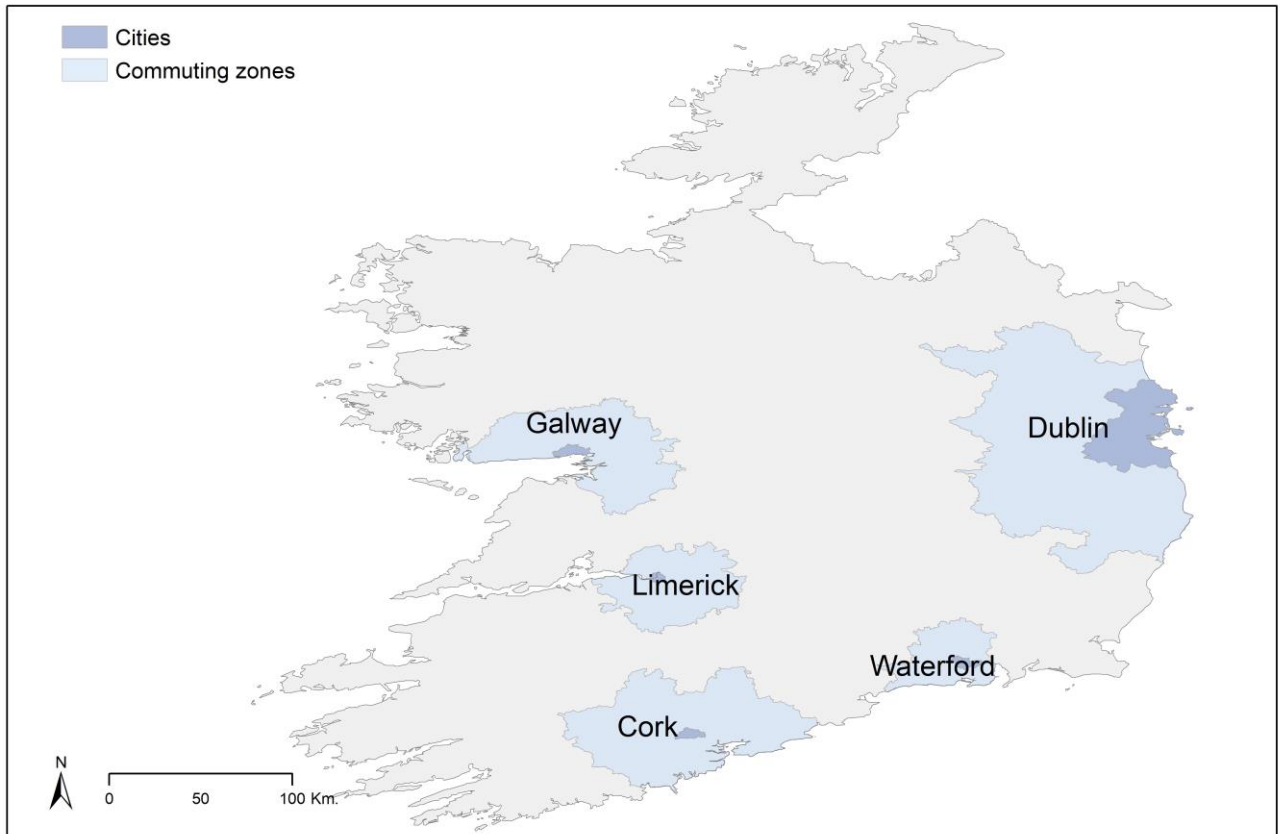 Cities
Commuting zones
Galway
Dublin
Limerick
Waterford
Cork
N
0 50 100 Km.